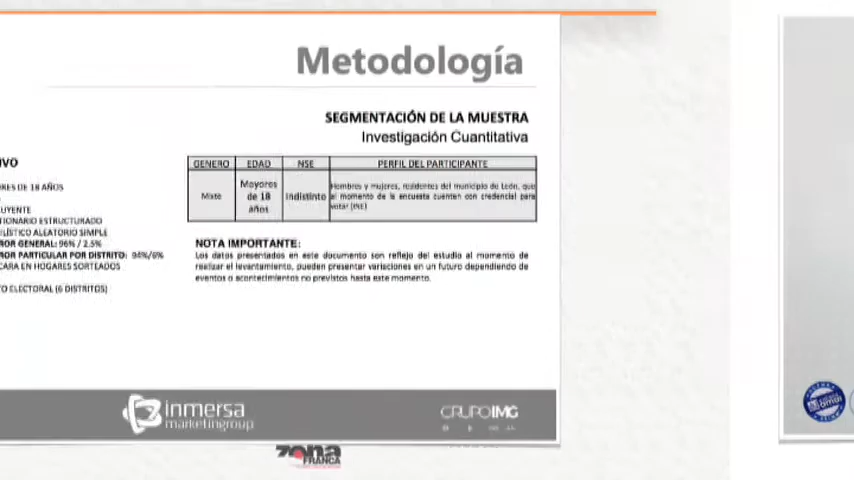 Metodología
SEGMENTACIÓN DE LA MUESTRA
Investigación Cuantitativa
IVO
RES DE 18 AÑOS
UYENTE
TIONARIO ESTRUCTURADO
ILÍSTICO ALEATORIO SIMPLE
ROR GENERAL: 96% / 2.5%
ROR PARTICULAR POR DISTRITO: 94%/6%
CARA EN HOGARES SORTEADOS
O ELECTORAL (6 DISTRITOS)
GENERO EDAD NSE PERFIL DEL PARTICIPANTE
Mixto
Mayores de 18 años
Indistinto
Hombres y mujeres, residentes del municipio de León, que
al momento de la encuesta cuenten con credencial para
votar (INE)
NOTA IMPORTANTE:
Los datos presentados en este documento son reflejo del estudio al momento de
realizar el levantamiento, pueden presentar variaciones en un futuro dependiendo de
eventos o acontecimientos no previstos hasta este momento.
inmersa
marketingroup
GRUPOIMG
zona
FRANCA